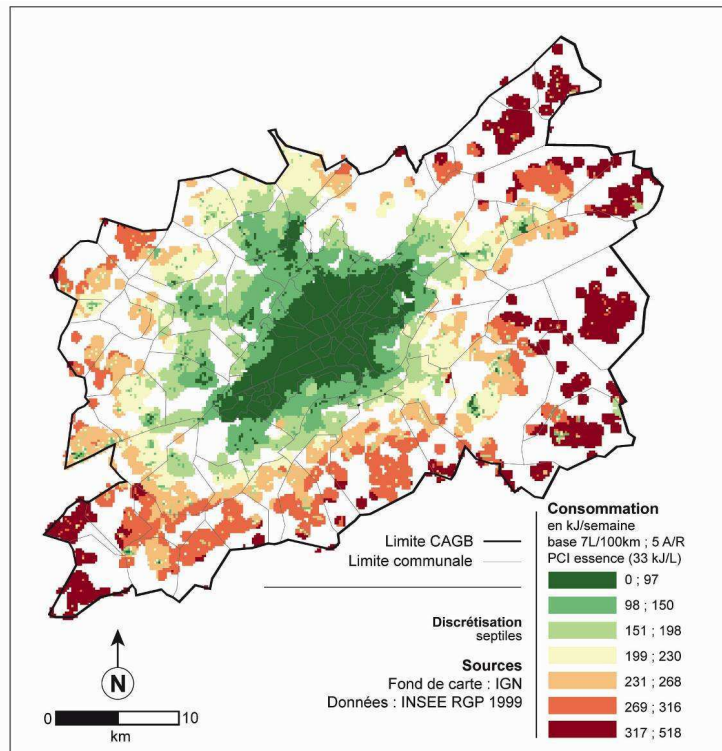 Limite CAGB
Limite communale
Discrétisation
septiles
Sources
Fond de carte : IGN
Données : INSEE RGP 1999
N
0 10
km
Consommation
en kJ/semaine
base 7L/100km ; 5 A/R
PCI essence (33 kJ/L)
0 ; 97
98 ; 150
151 ; 198
199 ; 230
231 ; 268
269 ; 316
317 ; 518